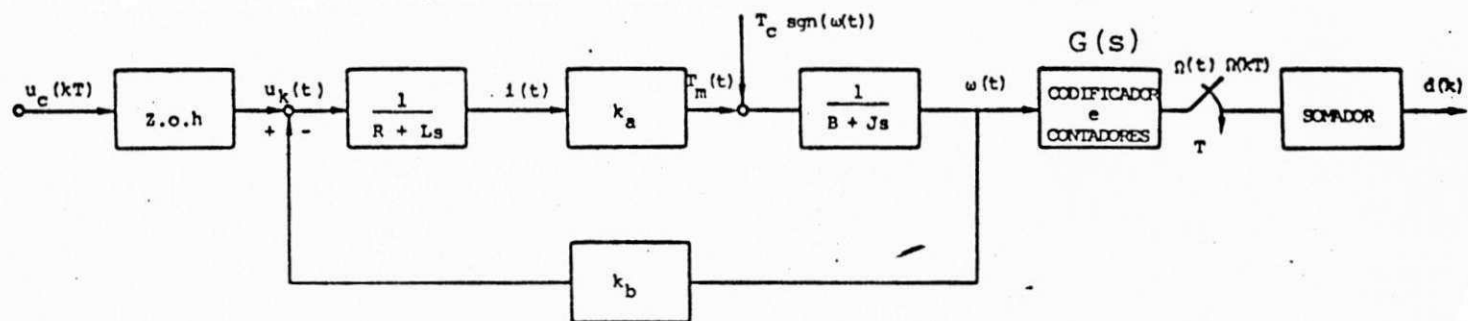 T_c sgn(ω(t))
G(s)
u_c(kT)
Z.o.h
u_k(t)
+ -
1
R + Ls
i(t)
k_a
T_m(t)
1
B + Js
ω(t)
CODIFICADOR
e
CONTADORES
Ω(t) Ω(kT)
T
SOMADOR
d(k)
k_b